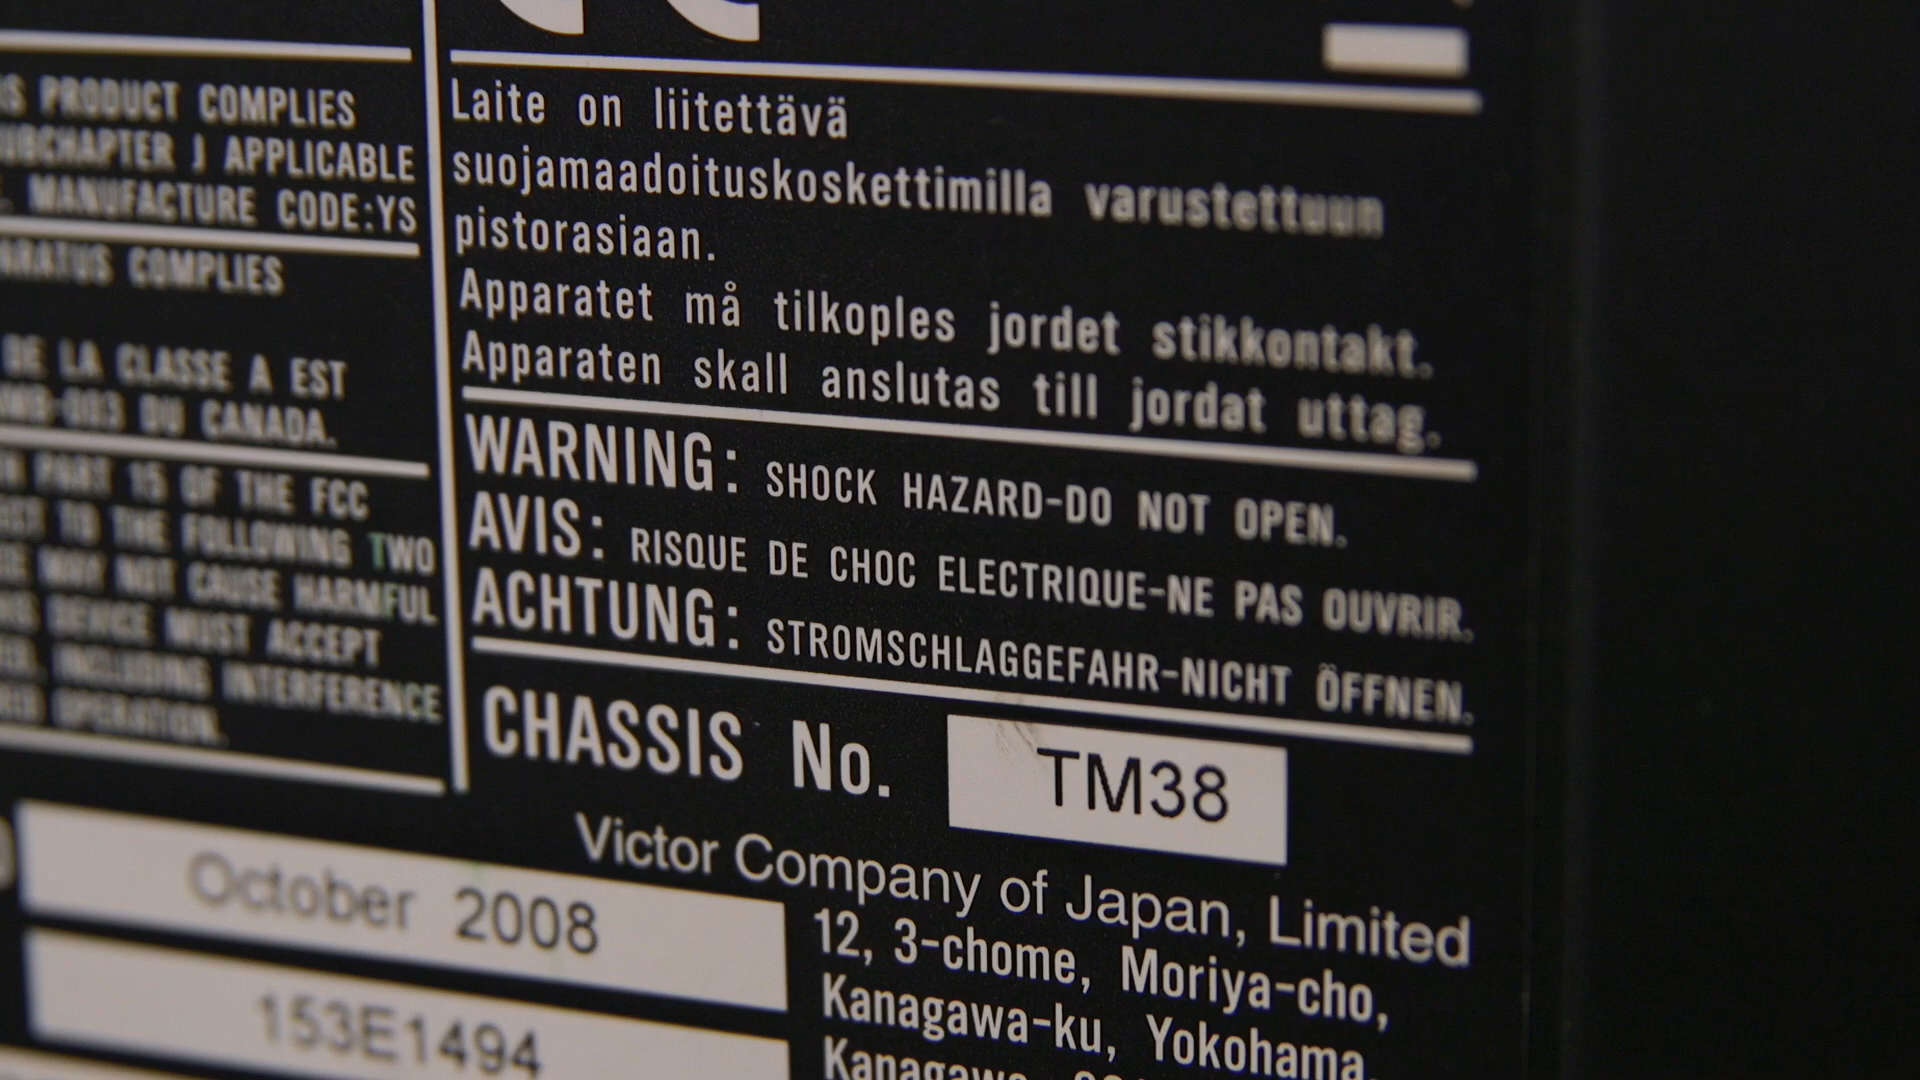 PRODUCT COMPLIES
SUBCHAPTER J APPLICABLE
MANUFACTURE CODE:YS
COMPLIES
DE LA CLASSE A EST
DU CANADA.
PART 15 OF THE FCC
TO THE FOLLOWING TWO
MAY NOT CAUSE HARMFUL
DEVICE MUST ACCEPT
INCLUDING INTERFERENCE
OPERATION.
Laite on liitettävä
suojamaadoituskoskettimilla varustettuun
pistorasiaan.
Apparatet må tilkoples jordet stikkontakt.
Apparaten skall anslutas till jordat uttag.
WARNING: SHOCK HAZARD-DO NOT OPEN.
AVIS: RISQUE DE CHOC ELECTRIQUE-NE PAS OUVRIR.
ACHTUNG: STROMSCHLAGGEFAHR-NICHT ÖFFNEN.
CHASSIS No. TM38
October 2008
153E1494
Victor Company of Japan, Limited
12, 3-chome, Moriya-cho,
Kanagawa-ku, Yokohama,
Kanagawa